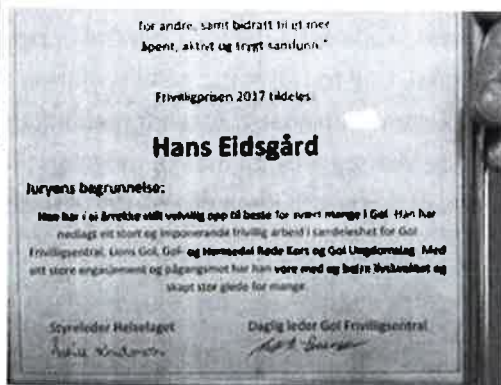 for andre, samt bidratt til et mer
åpent, aktivt og trygt samfunn."
Frivilligprisen 2017 tildeles
Hans Eidsgård
Juryens begrunnelse:
Han har i ei årrekke stilt velvillig opp til beste for svært mange i Gol. Han har
nedlagt eit stort og imponerande frivillig arbeid i særdeleshet for Gol
Frivilligsentral, Lions Gol, Gol- og Hemsedal Røde Kors og Gol Ungdomslag. Med
sitt store engasjement og pågangsmot har han vore med og betre livskvalitet og
skapt stor glede for mange.
Styreleder Helselaget
Daglig leder Gol Frivilligsentral